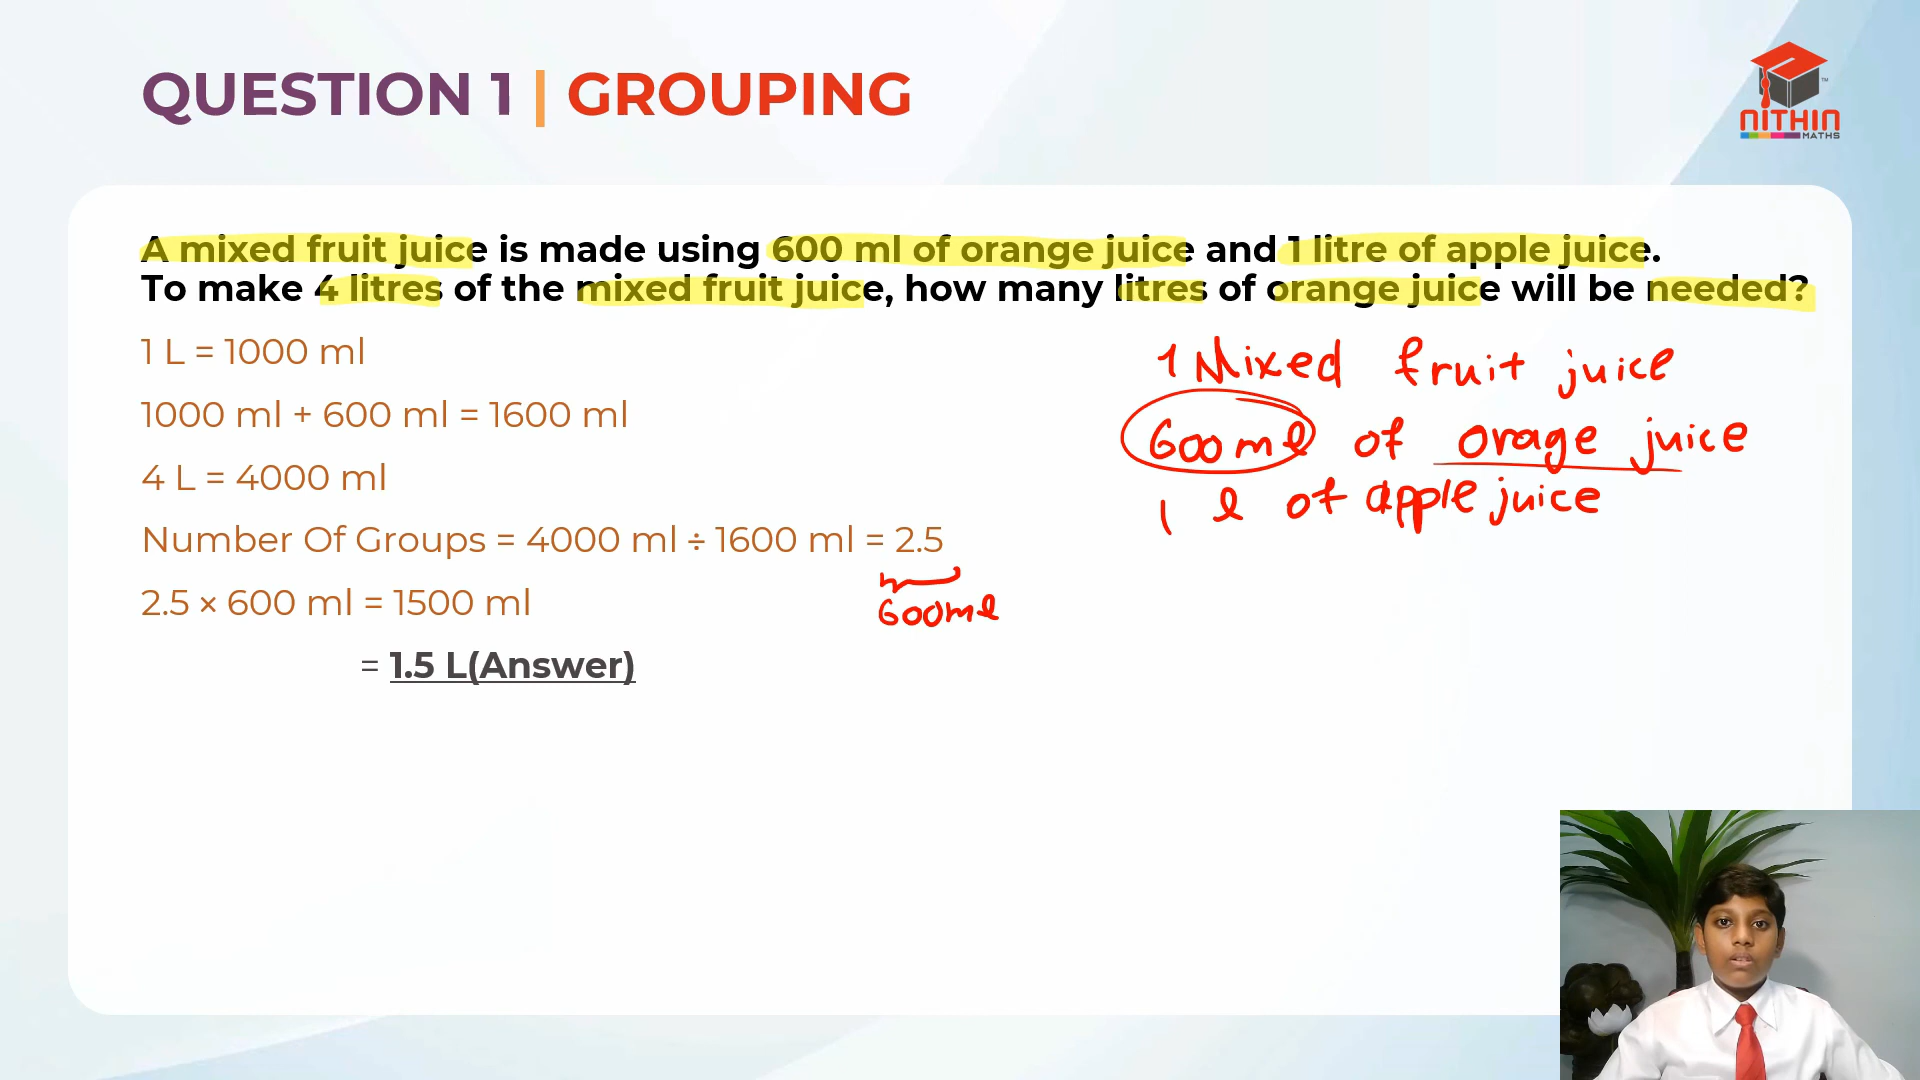 QUESTION 1 | GROUPING
NITHIN
MATHS
TM
A mixed fruit juice is made using 600 ml of orange juice and 1 litre of apple juice.
To make 4 litres of the mixed fruit juice, how many litres of orange juice will be needed?
1 L = 1000 ml
1000 ml + 600 ml = 1600 ml
4 L = 4000 ml
Number Of Groups = 4000 ml ÷ 1600 ml = 2.5
600ml
2.5 × 600 ml = 1500 ml
= 1.5 L(Answer)
1 Mixed fruit juice
600ml of orage juice
1 l of apple juice